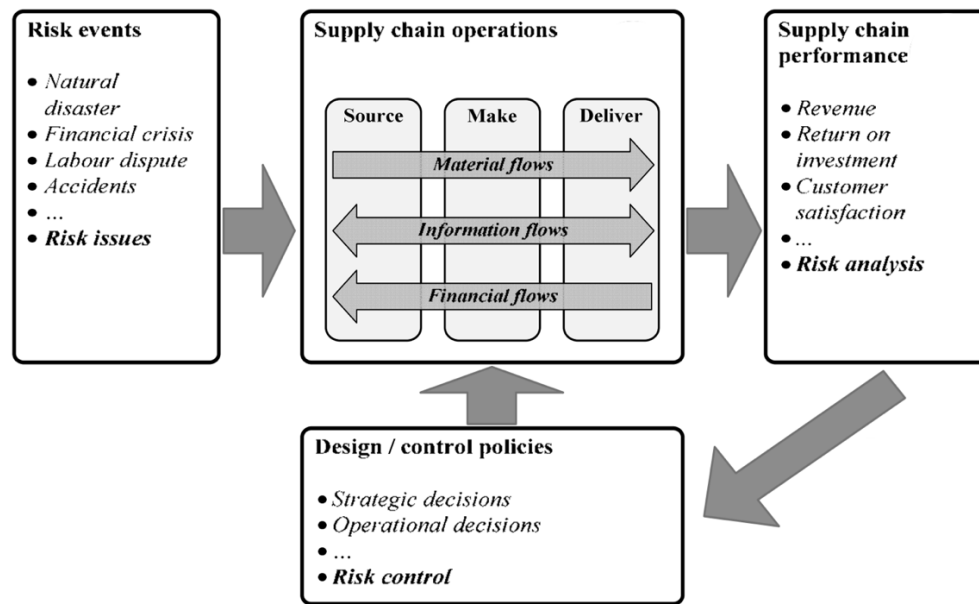 Risk events
• Natural
disaster
• Financial crisis
• Labour dispute
• Accidents
• ...
• Risk issues
Supply chain operations
Source
Make
Deliver
Material flows
Information flows
Financial flows
Supply chain
performance
• Revenue
• Return on
investment
• Customer
satisfaction
• ...
• Risk analysis
Design / control policies
• Strategic decisions
• Operational decisions
• ...
• Risk control